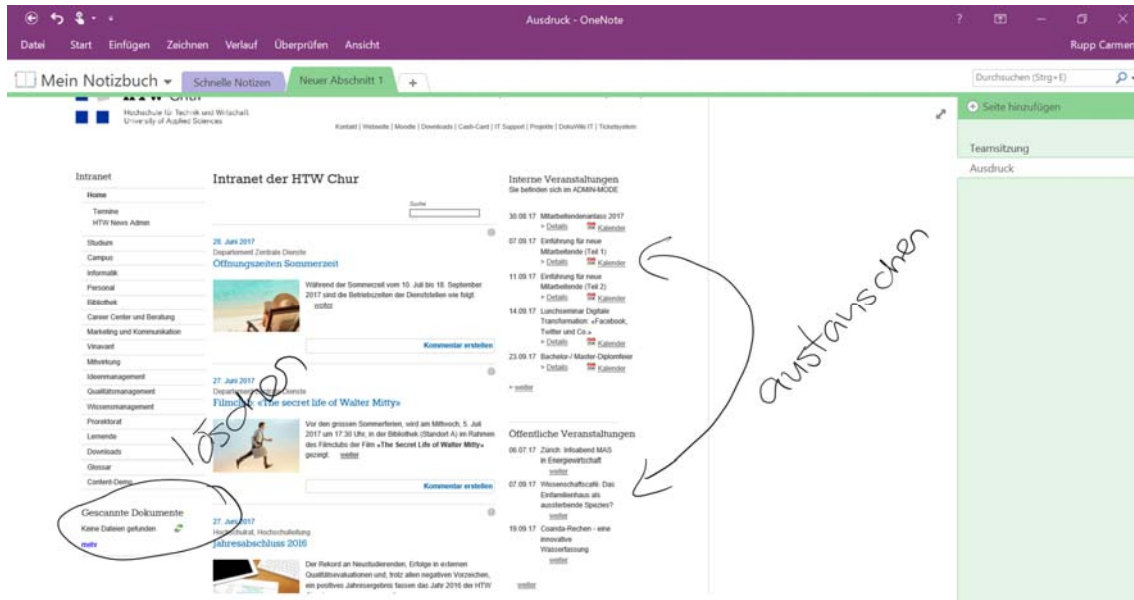 Ausdruck - OneNote
?
Datei Start Einfügen Zeichnen Verlauf Überprüfen Ansicht
Rupp Carmen
Mein Notizbuch
Schnelle Notizen
Neuer Abschnitt 1
+
Durchsuchen (Strg+E)
Seite hinzufügen
Teamsitzung
Ausdruck
HTW Chur
Hochschule für Technik und Wirtschaft
University of Applied Sciences
Kontakt | Webseite | Moodle | Downloads | Cash-Card | IT Support | Projekte | DokuWiki IT | Ticketsystem
Intranet
Home
Termine
HTW News Admin
Studium
Campus
Informatik
Personal
Bibliothek
Career Center und Beratung
Marketing und Kommunikation
Vinavant
Mitwirkung
Ideenmanagement
Qualitätsmanagement
Wissensmanagement
Prorektorat
Lernende
Downloads
Glossar
Content-Demo
löschen
Gescannte Dokumente
Keine Dateien gefunden
mehr
Intranet der HTW Chur
Suche
28. Juni 2017
Departement Zentrale Dienste
Öffnungszeiten Sommerzeit
Während der Sommerzeit vom 10. Juli bis 18. September
2017 sind die Betriebszeiten der Dienststellen wie folgt.
weiter
Kommentar erstellen
27. Juni 2017
Departement Zentrale Dienste
Filmclub: «The secret life of Walter Mitty»
Vor den grossen Sommerferien, wird am Mittwoch, 5. Juli
2017 um 17.30 Uhr, in der Bibliothek (Standort A) im Rahmen
des Filmclubs der Film «The Secret Life of Walter Mitty»
gezeigt. weiter
Kommentar erstellen
27. Juni 2017
Hochschulrat, Hochschulleitung
Jahresabschluss 2016
Der Rekord an Neustudierenden, Erfolge in externen
Qualitätsevaluationen und, trotz allen negativen Vorzeichen,
ein positives Jahresergebnis fassen das Jahr 2016 der HTW
Interne Veranstaltungen
Sie befinden sich im ADMIN-MODE
30.08.17 Mitarbeitendenanlass 2017
» Details Kalender
07.09.17 Einführung für neue
Mitarbeitende (Teil 1)
» Details Kalender
11.09.17 Einführung für neue
Mitarbeitende (Teil 2)
» Details Kalender
14.09.17 Lunchseminar Digitale
Transformation: «Facebook,
Twitter und Co.»
» Details Kalender
23.09.17 Bachelor-/ Master-Diplomfeier
» Details Kalender
» weiter
Öffentliche Veranstaltungen
06.07.17 Zürich: Infoabend MAS
in Energiewirtschaft
weiter
07.09.17 Wissenschaftscafé: Das
Einfamilienhaus als
aussterbende Spezies?
weiter
19.09.17 Coanda-Rechen - eine
innovative
Wasserfassung
weiter
weiter
austauschen